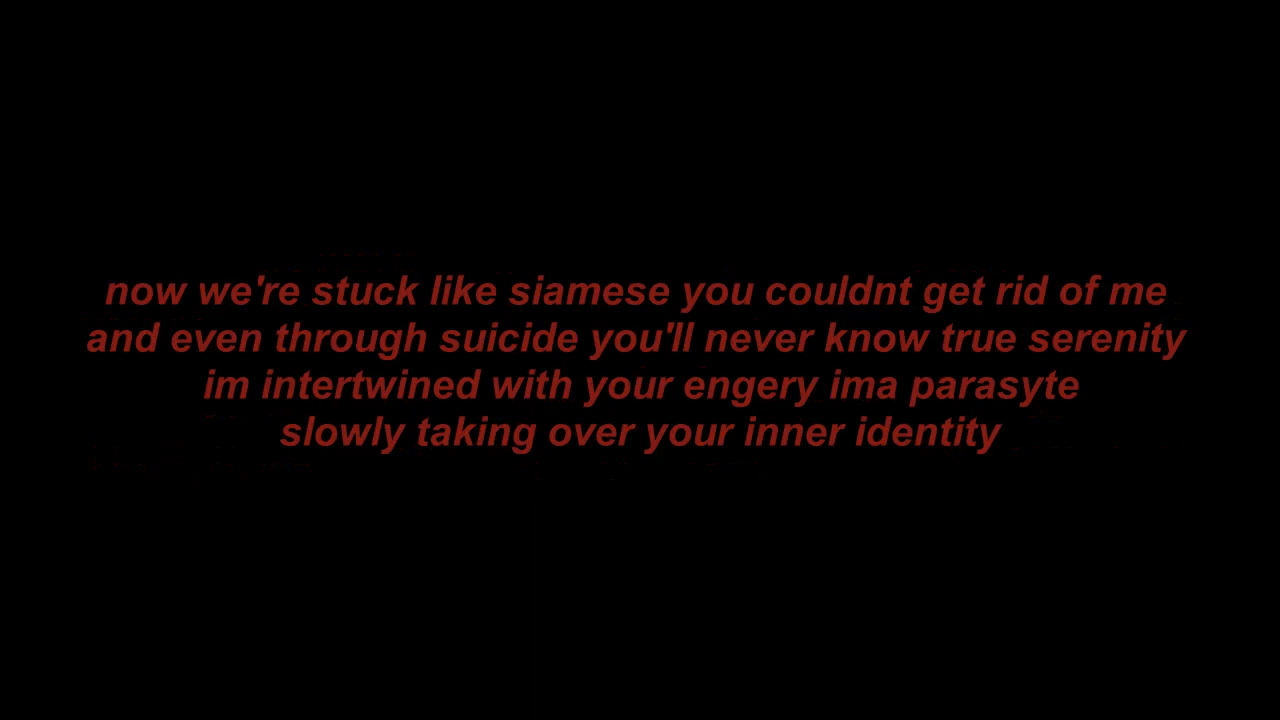 now we're stuck like siamese you couldnt get rid of me
and even through suicide you'll never know true serenity
im intertwined with your engery ima parasyte
slowly taking over your inner identity